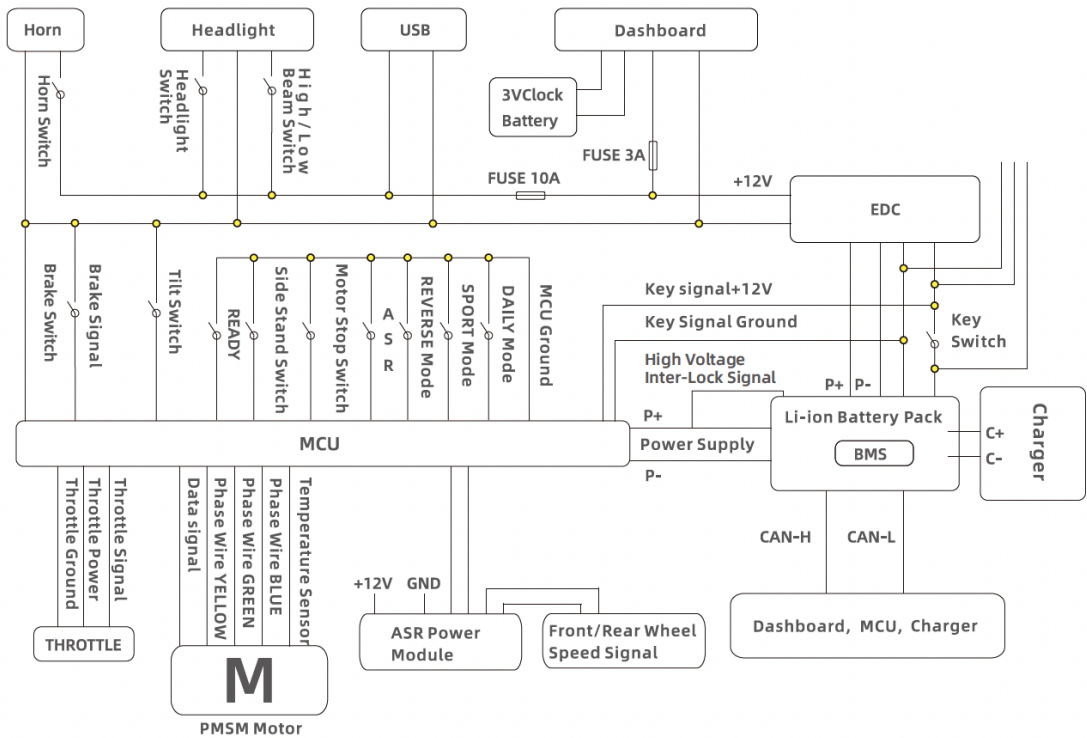 Horn
Headlight
USB
Dashboard
Horn Switch
Headlight
Switch
High/Low
Beam Switch
3VClock
Battery
FUSE 3A
FUSE 10A
+12V
EDC
Brake Switch
Brake Signal
Tilt Switch
READY
Side Stand Switch
Motor Stop Switch
A
S
R
REVERSE Mode
SPORT Mode
DAILY Mode
MCU Ground
Key signal+12V
Key Signal Ground
Key
Switch
High Voltage
Inter-Lock Signal
P+
P-
MCU
P+
Power Supply
P-
Li-ion Battery Pack
BMS
C+
C-
Charger
Throttle Ground
Throttle Power
Throttle Signal
Data signal
Phase Wire YELLOW
Phase Wire GREEN
Phase Wire BLUE
Temperature Sensor
CAN-H
CAN-L
+12V
GND
THROTTLE
M
PMSM Motor
ASR Power
Module
Front/Rear Wheel
Speed Signal
Dashboard, MCU, Charger